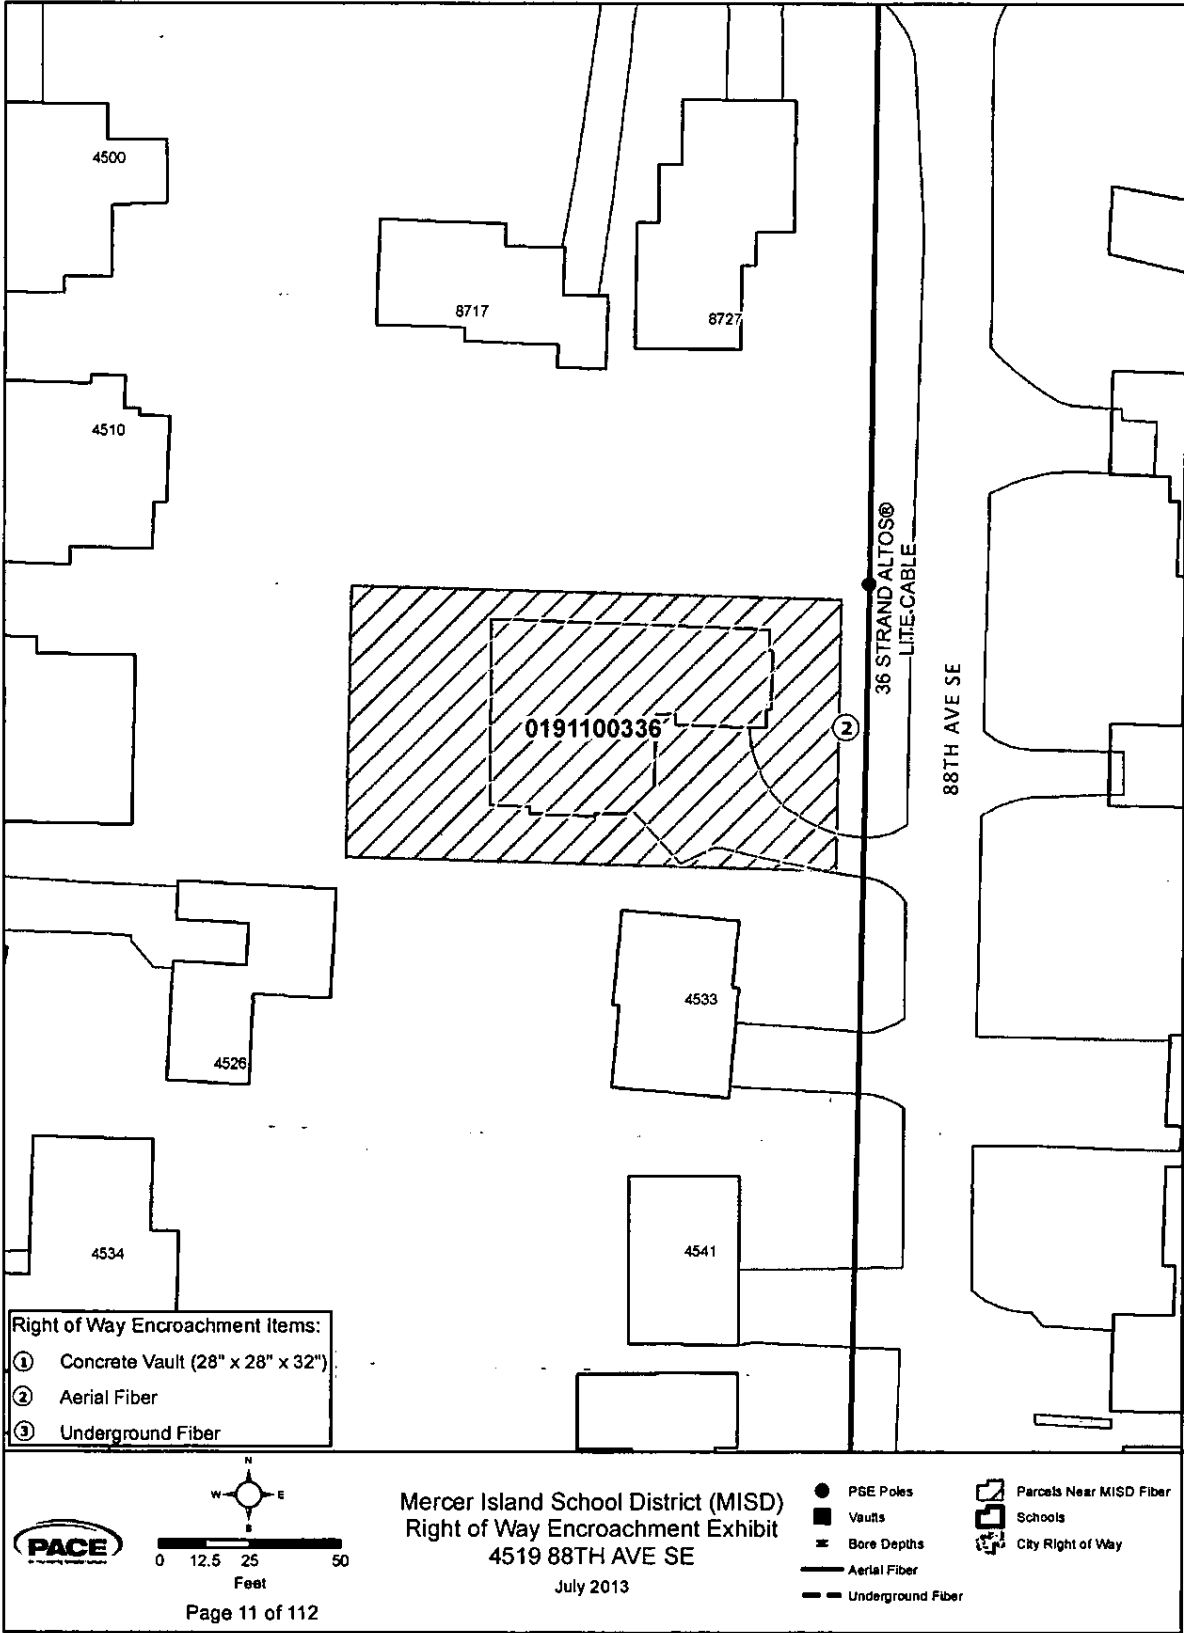 4500
8717
8727
4510
36 STRAND ALTOS®
LITE CABLE
88TH AVE SE
0191100336
2
4533
4526
4534
4541
Right of Way Encroachment Items:
1 Concrete Vault (28" x 28" x 32")
2 Aerial Fiber
3 Underground Fiber
N
W E
S
PACE
0 12.5 25 50
Feet
Page 11 of 112
Mercer Island School District (MISD)
Right of Way Encroachment Exhibit
4519 88TH AVE SE
July 2013
PSE Poles
Vaults
Bore Depths
Aerial Fiber
Underground Fiber
Parcels Near MISD Fiber
Schools
City Right of Way